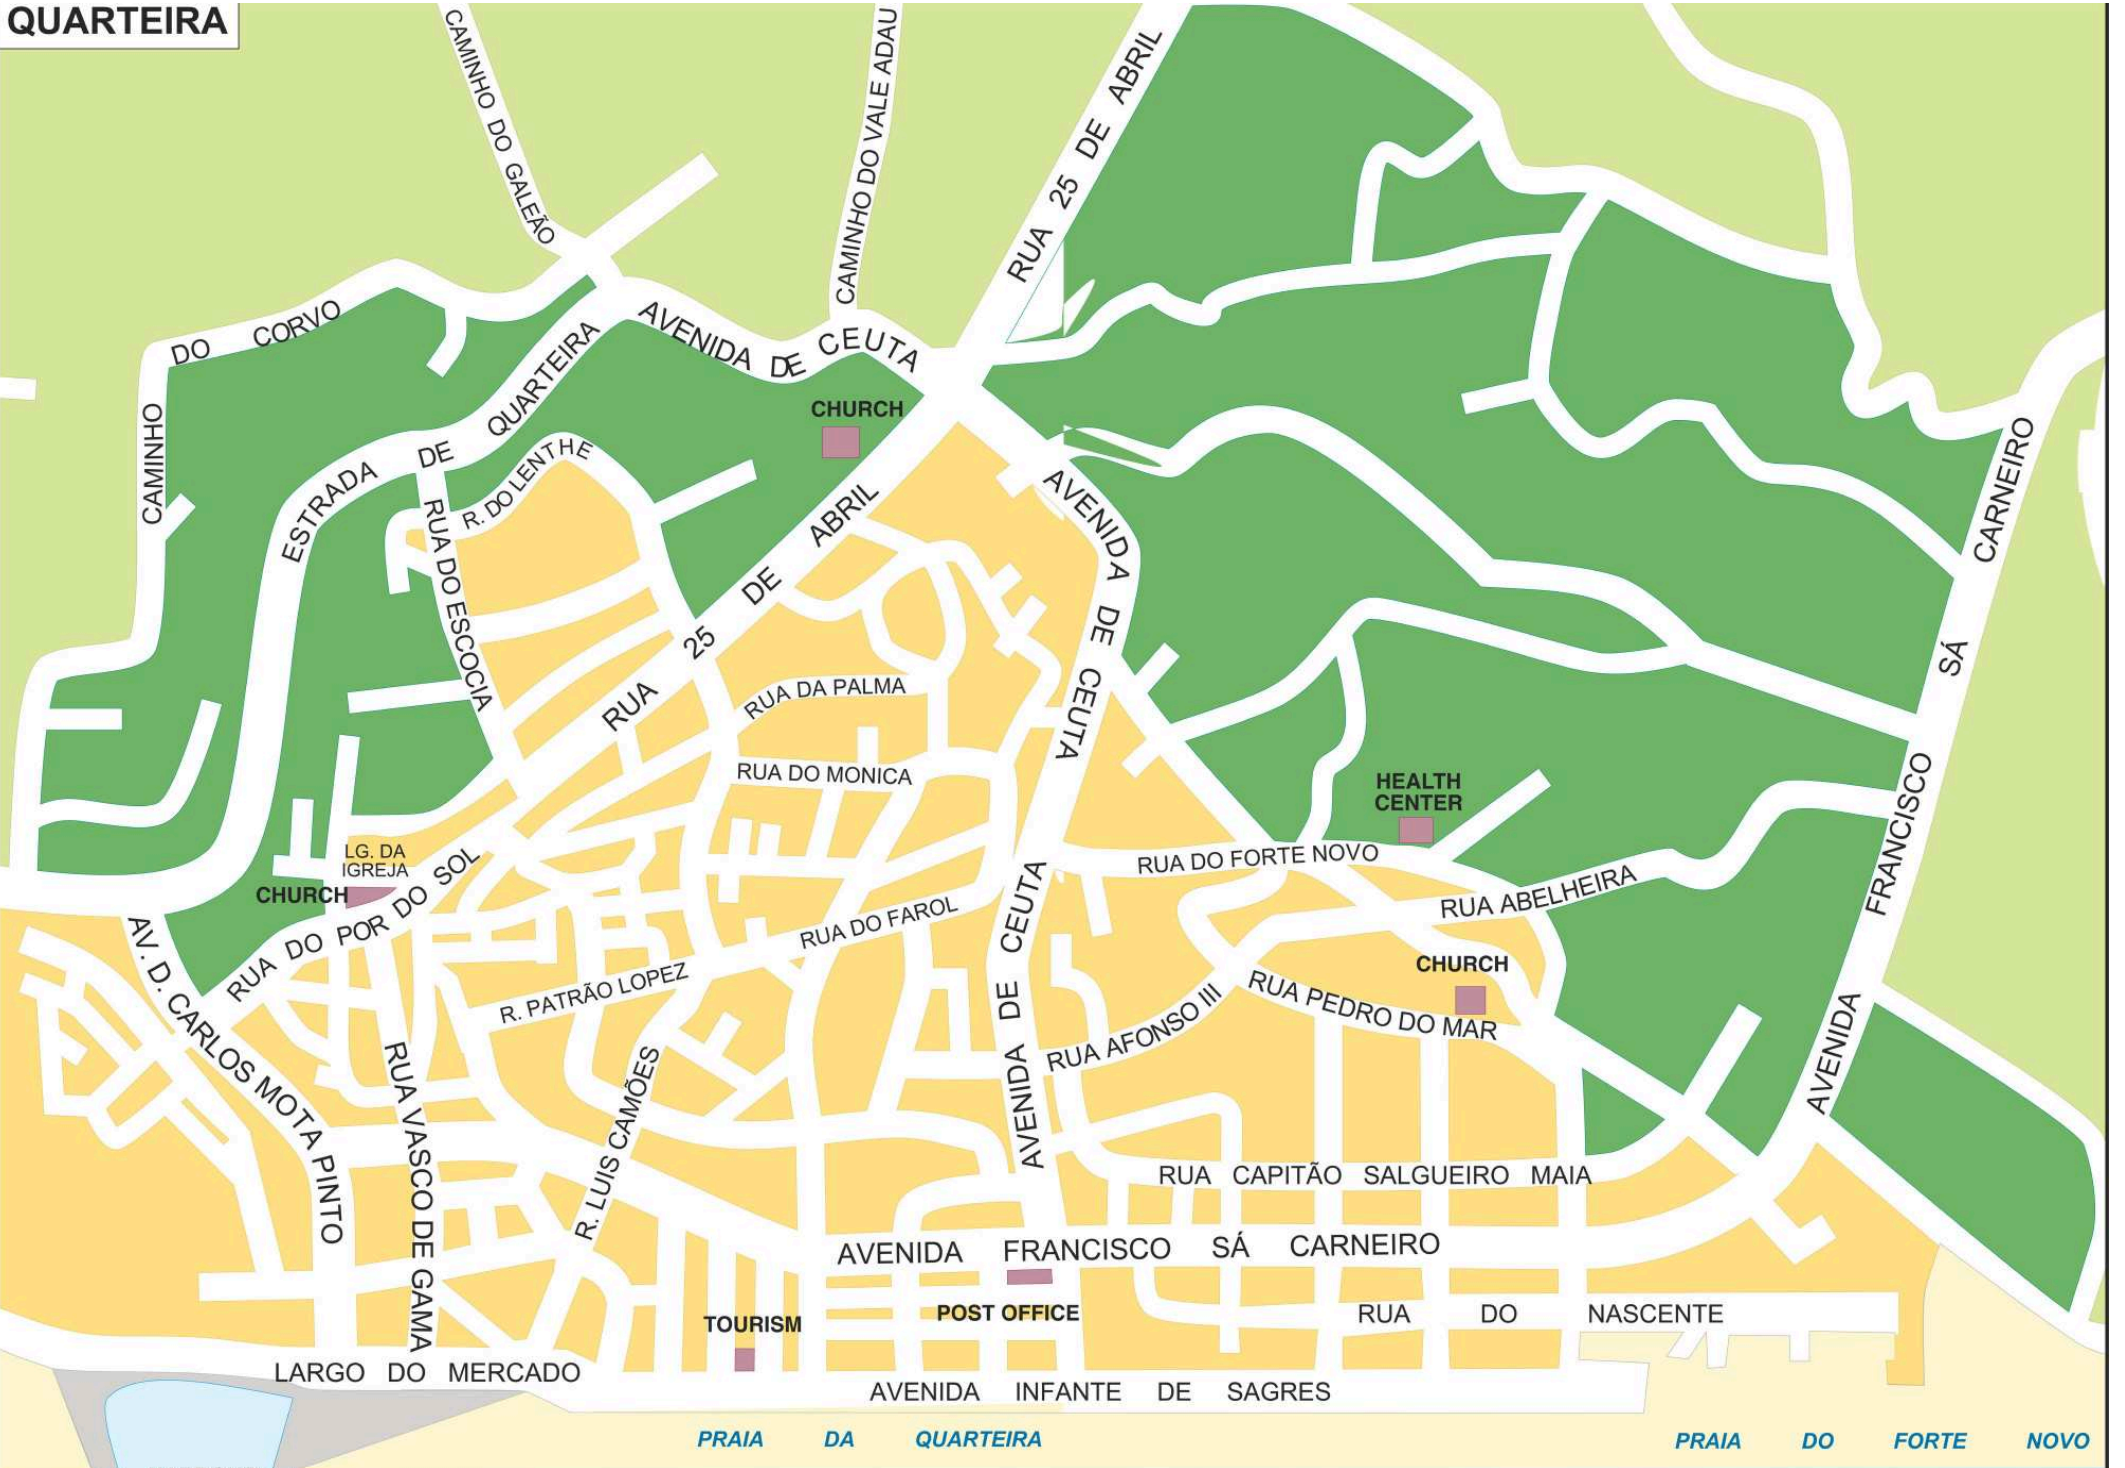 QUARTEIRA
CAMINHO DO GALEÃO
CAMINHO DO VALE ADAU
RUA 25 DE ABRIL
CAMINHO DO CORVO
AVENIDA DE CEUTA
ESTRADA DE QUARTEIRA
CHURCH
R. DO LENTHE
RUA DO ESCOCIA
RUA 25 DE ABRIL
AVENIDA DE CEUTA
AVENIDA FRANCISCO SÁ CARNEIRO
RUA DA PALMA
RUA DO MONICA
HEALTH
CENTER
LG. DA
IGREJA
CHURCH
RUA DO POR DO SOL
RUA DO FORTE NOVO
RUA ABELHEIRA
RUA DO FAROL
R. PATRÃO LOPEZ
AVENIDA DE CEUTA
CHURCH
RUA PEDRO DO MAR
RUA AFONSO III
AV. D. CARLOS MOTA PINTO
RUA VASCO DE GAMA
R. LUIS CAMÕES
RUA CAPITÃO SALGUEIRO MAIA
AVENIDA FRANCISCO SÁ CARNEIRO
POST OFFICE
TOURISM
RUA DO NASCENTE
LARGO DO MERCADO
AVENIDA INFANTE DE SAGRES
PRAIA DA QUARTEIRA
PRAIA DO FORTE NOVO